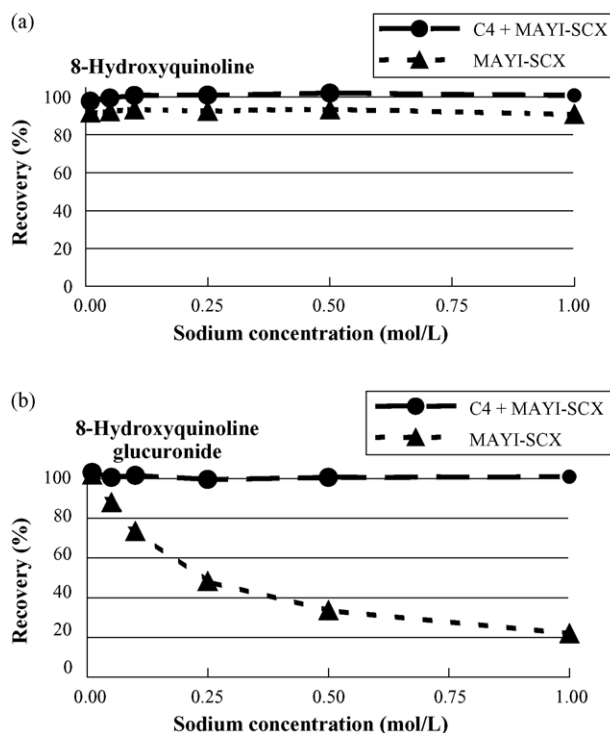 (a)
C4 + MAYI-SCX
MAYI-SCX
8-Hydroxyquinoline
100
80
60
40
20
0
Recovery (%)
0.00 0.25 0.50 0.75 1.00
Sodium concentration (mol/L)
(b)
C4 + MAYI-SCX
MAYI-SCX
8-Hydroxyquinoline
glucuronide
100
80
60
40
20
0
Recovery (%)
0.00 0.25 0.50 0.75 1.00
Sodium concentration (mol/L)